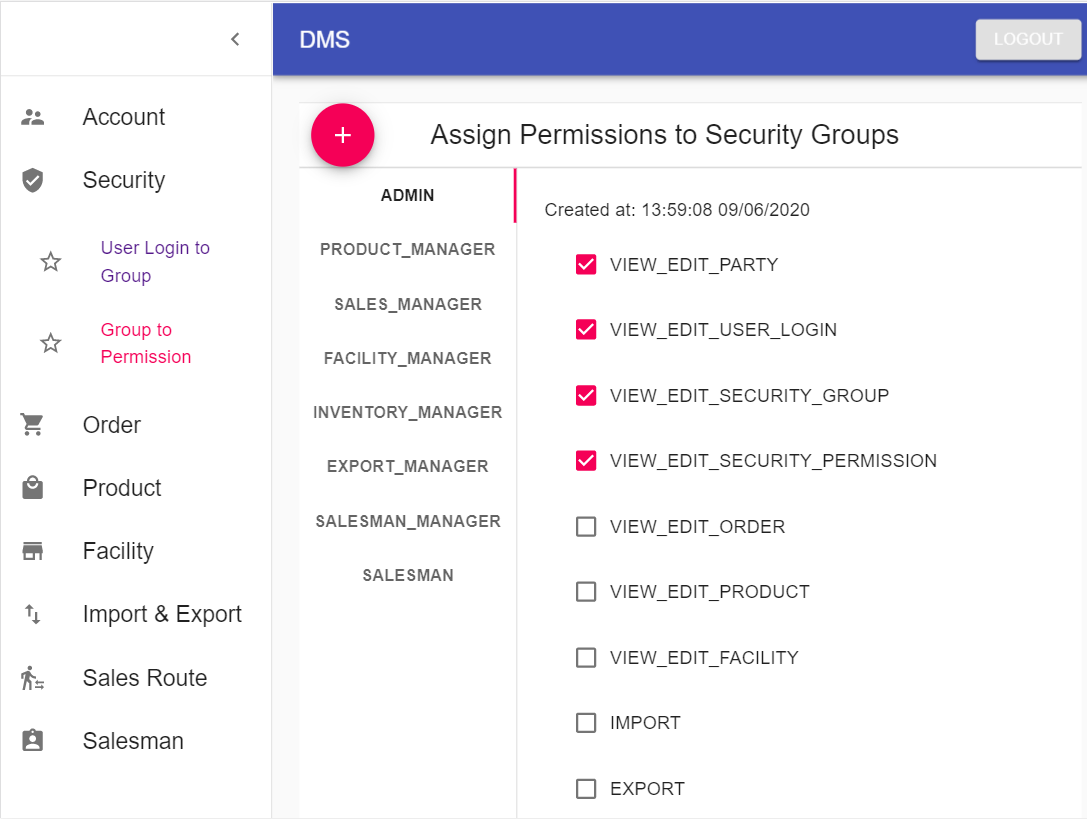 DMS
LOGOUT
Account
Security
User Login to
Group
Group to
Permission
Order
Product
Facility
Import & Export
Sales Route
Salesman
Assign Permissions to Security Groups
ADMIN
PRODUCT_MANAGER
SALES_MANAGER
FACILITY_MANAGER
INVENTORY_MANAGER
EXPORT_MANAGER
SALESMAN_MANAGER
SALESMAN
Created at: 13:59:08 09/06/2020
VIEW_EDIT_PARTY
VIEW_EDIT_USER_LOGIN
VIEW_EDIT_SECURITY_GROUP
VIEW_EDIT_SECURITY_PERMISSION
VIEW_EDIT_ORDER
VIEW_EDIT_PRODUCT
VIEW_EDIT_FACILITY
IMPORT
EXPORT